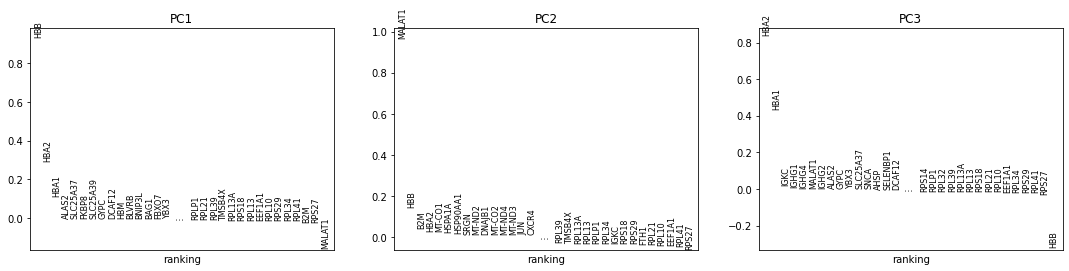 PC1
0.8
0.6
0.4
0.2
0.0
HBB
HBA2
HBA1
ALAS2
SLC25A37
FKBP8
SLC25A39
GYPC
DCAF12
HBM
BLVRB
BNIP3L
BAG1
FBXO7
YBX3
...
RPLP1
RPL21
RPL39
TMSB4X
RPL13A
RPS18
RPL13
EEF1A1
RPL10
RPS29
RPL34
RPL41
B2M
RPS27
MALAT1
ranking
PC2
1.0
0.8
0.6
0.4
0.2
0.0
MALAT1
HBB
B2M
HBA2
MT-CO1
HSPA1A
HSP90AA1
SRGN
MT-ND2
DNAJB1
MT-CO2
MT-ND4
MT-ND3
JUN
CXCR4
...
RPL39
TMSB4X
RPL13A
RPL13
RPLP1
RPL34
IGKC
RPS18
RPS29
FTH1
RPL21
RPL10
EEF1A1
RPL41
RPS27
ranking
PC3
0.8
0.6
0.4
0.2
0.0
−0.2
HBA2
HBA1
IGKC
IGHG1
IGHG4
MALAT1
IGHG2
ALAS2
GYPC
YBX3
SLC25A37
SNCA
AHSP
SELENBP1
DCAF12
...
RPS14
RPLP1
RPL32
RPL39
RPL13A
RPL13
RPS18
RPL21
RPL10
EEF1A1
RPL34
RPS29
RPL41
RPS27
HBB
ranking